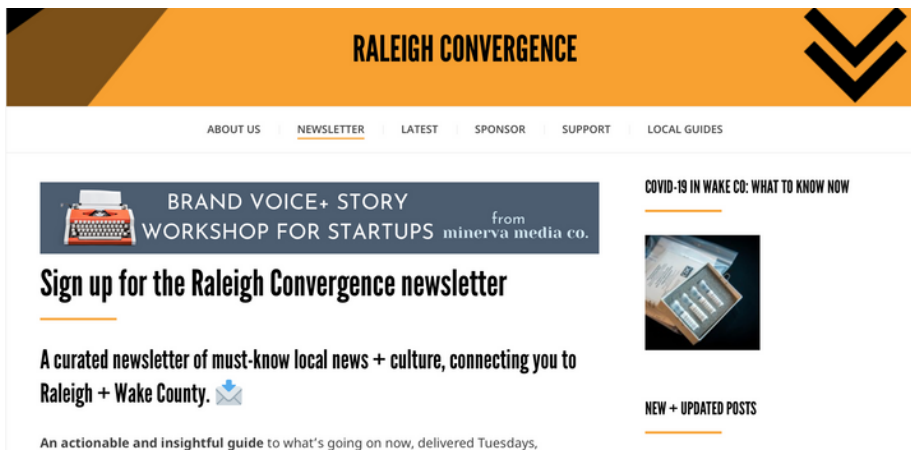 RALEIGH CONVERGENCE
ABOUT US NEWSLETTER LATEST SPONSOR SUPPORT LOCAL GUIDES
BRAND VOICE+ STORY
WORKSHOP FOR STARTUPS
from
minerva media co.
Sign up for the Raleigh Convergence newsletter
A curated newsletter of must-know local news + culture, connecting you to
Raleigh + Wake County. 📩
An actionable and insightful guide to what's going on now, delivered Tuesdays,
COVID-19 IN WAKE CO: WHAT TO KNOW NOW
NEW + UPDATED POSTS